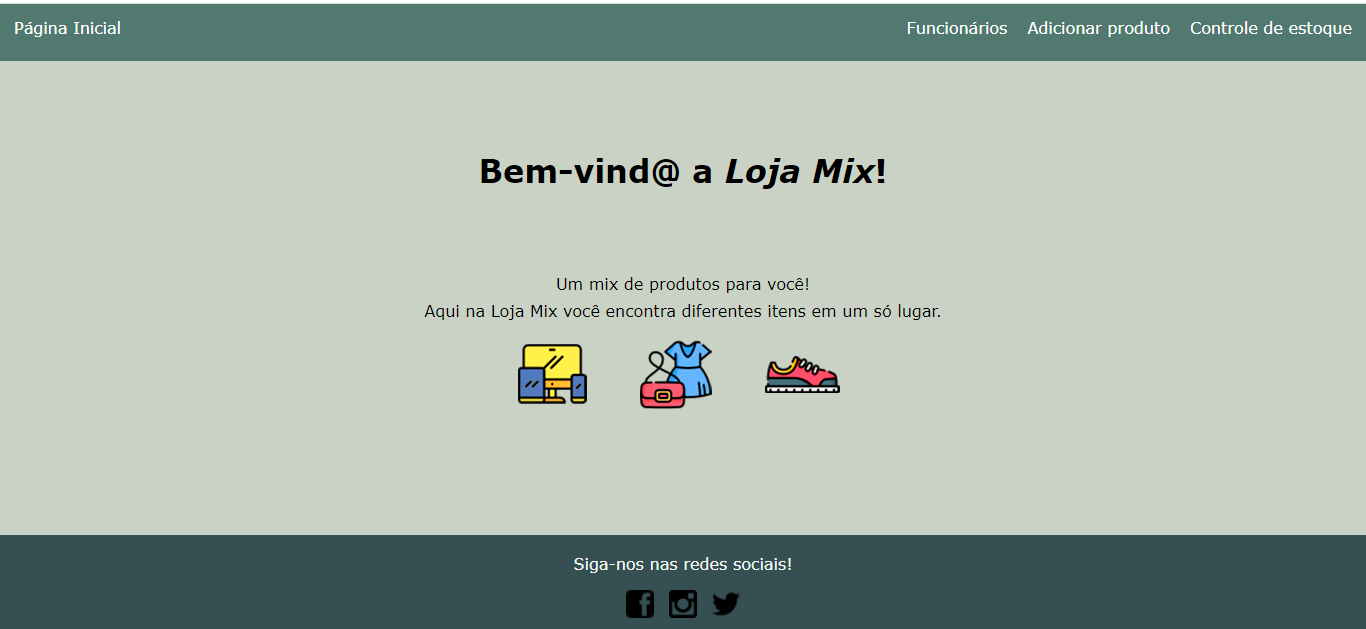 Página Inicial Funcionários Adicionar produto Controle de estoque
Bem-vind@ a Loja Mix!
Um mix de produtos para você!
Aqui na Loja Mix você encontra diferentes itens em um só lugar.
Siga-nos nas redes sociais!